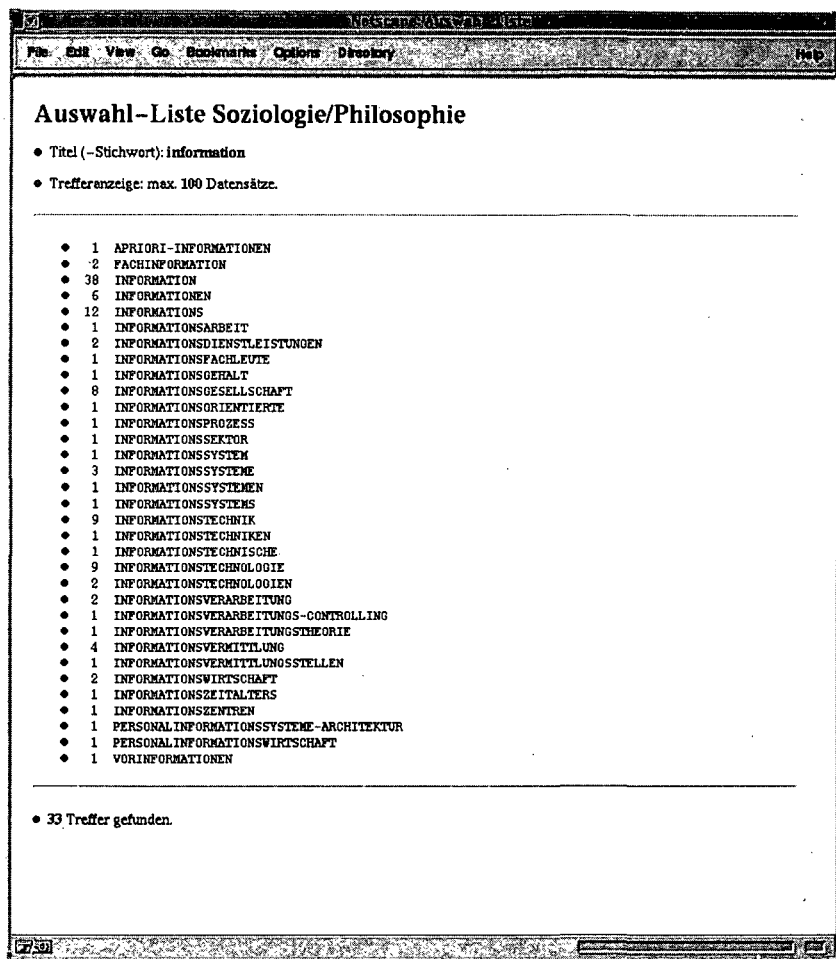 Netscape: Auswahl-Liste
File Edit View Go Bookmarks Options Directory Help
Auswahl-Liste Soziologie/Philosophie
● Titel (-Stichwort): information
● Trefferanzeige: max. 100 Datensätze.
● 1 APRIORI-INFORMATIONEN
● 2 FACHINFORMATION
● 38 INFORMATION
● 6 INFORMATIONEN
● 12 INFORMATIONS
● 1 INFORMATIONSARBEIT
● 2 INFORMATIONSDIENSTLEISTUNGEN
● 1 INFORMATIONSFACHLEUTE
● 1 INFORMATIONSGEHALT
● 8 INFORMATIONSGESELLSCHAFT
● 1 INFORMATIONSORIENTIERTE
● 1 INFORMATIONSPROZESS
● 1 INFORMATIONSSEKTOR
● 1 INFORMATIONSSYSTEM
● 3 INFORMATIONSSYSTEME
● 1 INFORMATIONSSYSTEMEN
● 1 INFORMATIONSSYSTEMS
● 9 INFORMATIONSTECHNIK
● 1 INFORMATIONSTECHNIKEN
● 1 INFORMATIONSTECHNISCHE
● 9 INFORMATIONSTECHNOLOGIE
● 2 INFORMATIONSTECHNOLOGIEN
● 2 INFORMATIONSVERARBEITUNG
● 1 INFORMATIONSVERARBEITUNGS-CONTROLLING
● 1 INFORMATIONSVERARBEITUNGSTHEORIE
● 4 INFORMATIONSVERMITTLUNG
● 1 INFORMATIONSVERMITTLUNGSSTELLEN
● 2 INFORMATIONSWIRTSCHAFT
● 1 INFORMATIONSZEITALTERS
● 1 INFORMATIONSZENTREN
● 1 PERSONALINFORMATIONSSYSTEME-ARCHITEKTUR
● 1 PERSONALINFORMATIONSWIRTSCHAFT
● 1 VORINFORMATIONEN
● 33 Treffer gefunden.